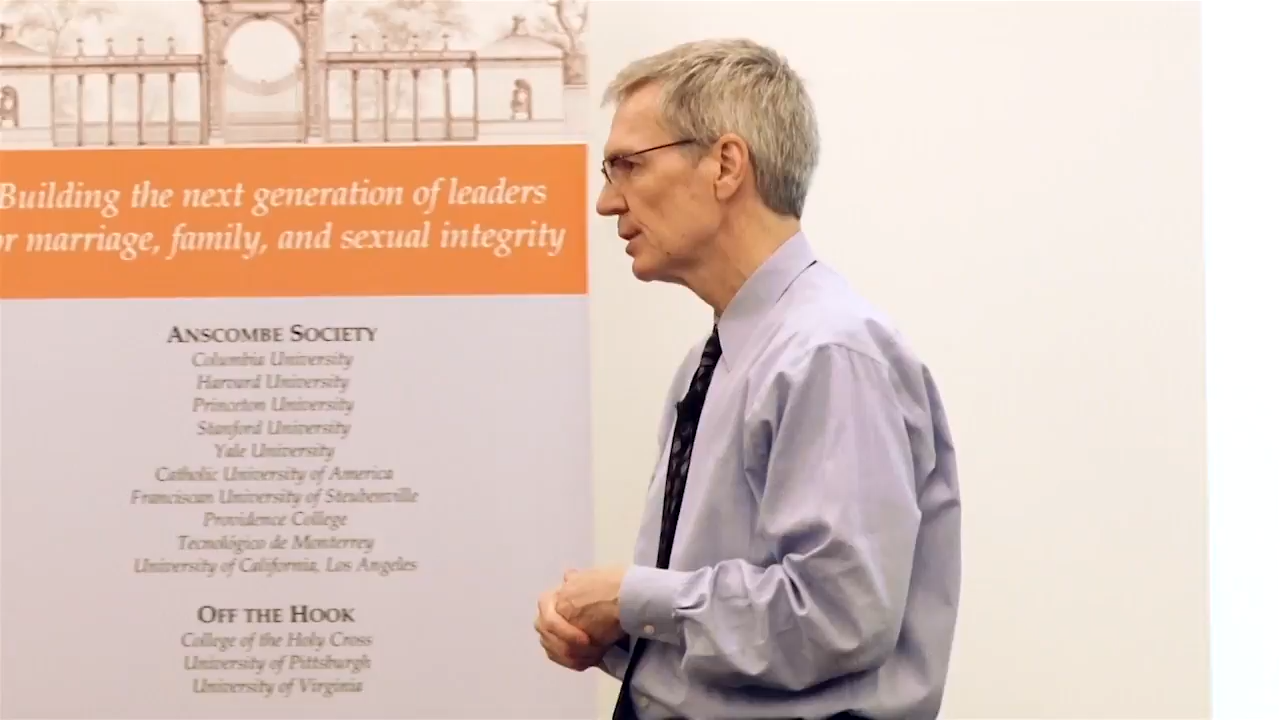 Building the next generation of leaders
or marriage, family, and sexual integrity
ANSCOMBE SOCIETY
Columbia University
Harvard University
Princeton University
Stanford University
Yale University
Catholic University of America
Franciscan University of Steubenville
Providence College
Tecnológico de Monterrey
University of California, Los Angeles
OFF THE HOOK
College of the Holy Cross
University of Pittsburgh
University of Virginia